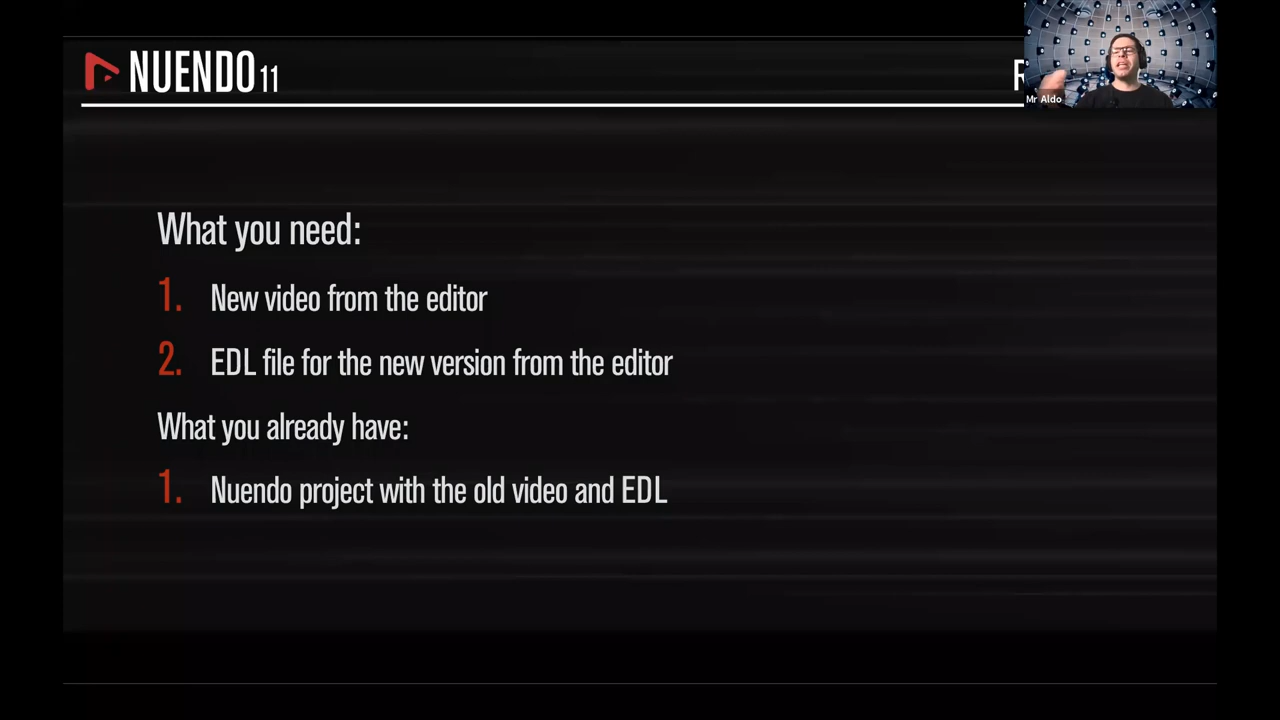 NUENDO 11
R
Mr Aldo
What you need:
1. New video from the editor
2. EDL file for the new version from the editor
What you already have:
1. Nuendo project with the old video and EDL